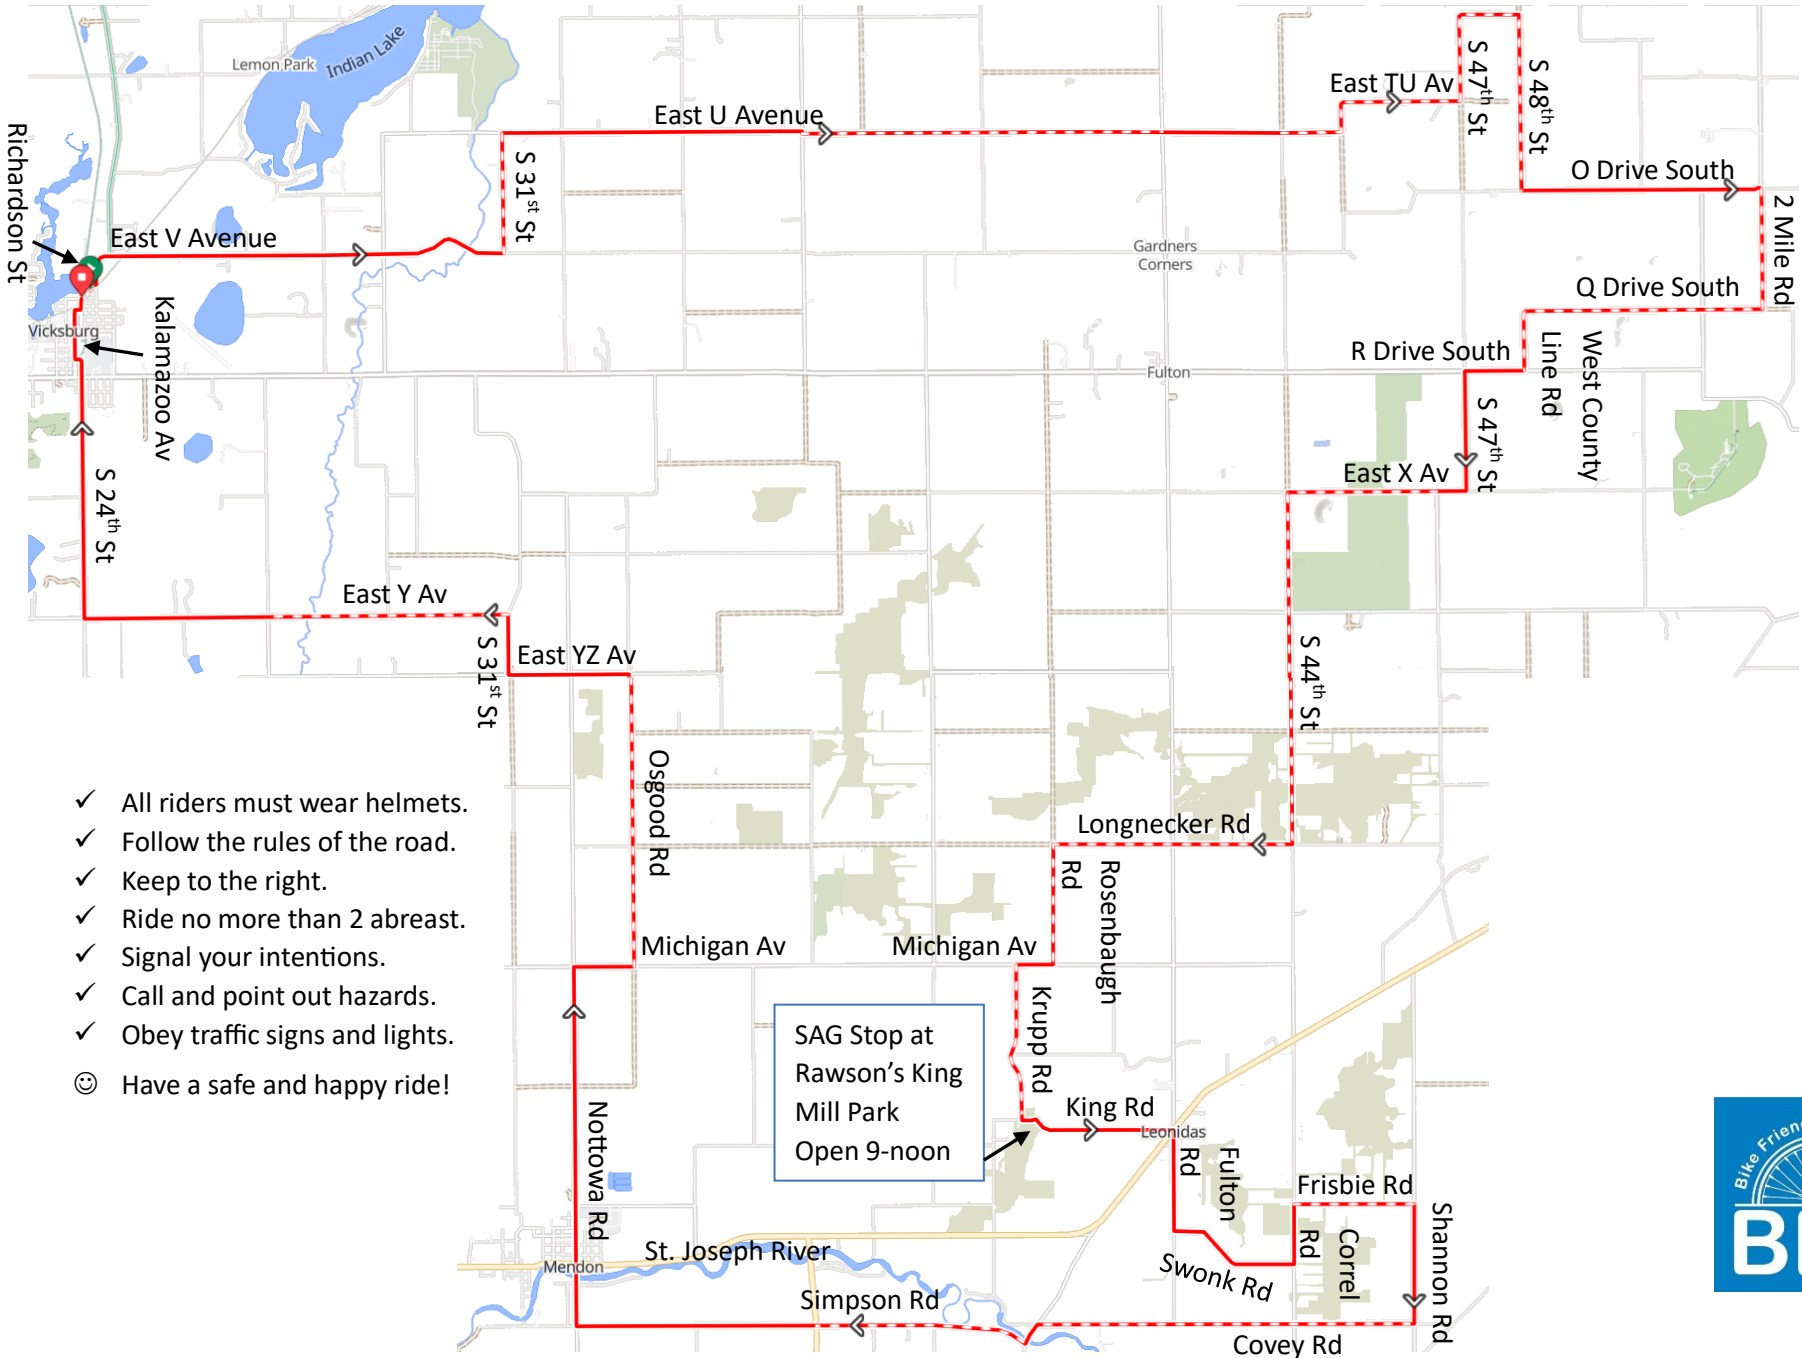 Lemon Park
Indian Lake
East TU Av
S 47th St
S 48th St
East U Avenue
Richardson St
S 31st St
O Drive South
East V Avenue
Gardners
Corners
2 Mile Rd
Q Drive South
Kalamazoo Av
Vicksburg
R Drive South
West County
Line Rd
Fulton
S 47th St
East X Av
S 24th St
East Y Av
S 31st St
East YZ Av
S 44th St
Osgood Rd
✓ All riders must wear helmets.
✓ Follow the rules of the road.
✓ Keep to the right.
✓ Ride no more than 2 abreast.
✓ Signal your intentions.
✓ Call and point out hazards.
✓ Obey traffic signs and lights.
☺ Have a safe and happy ride!
Longnecker Rd
Rosenbaugh
Rd
Michigan Av
Michigan Av
Krupp Rd
SAG Stop at
Rawson's King
Mill Park
Open 9-noon
King Rd
Leonidas
Nottowa Rd
Fulton
Rd
Frisbie Rd
Correl
Rd
Shannon Rd
St. Joseph River
Mendon
Swonk Rd
Simpson Rd
Covey Rd
Bike